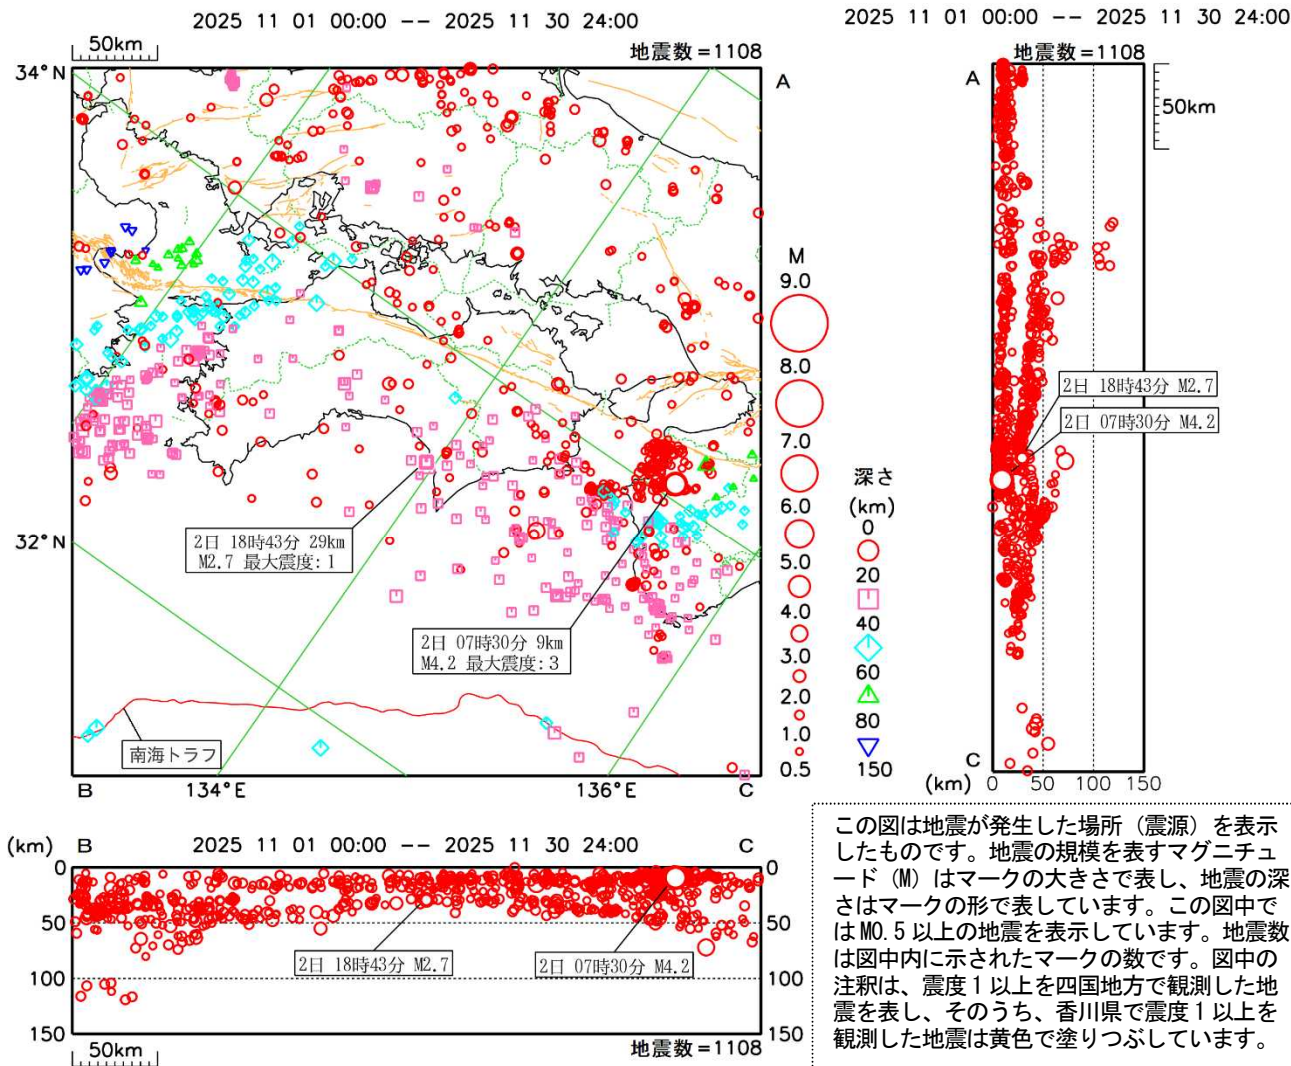 2025 11 01 00:00 -- 2025 11 30 24:00
50km
地震数=1108
34°N
32°N
A
B
134°E
136°E
C
2日 18時43分 29km
M2.7 最大震度:1
2日 07時30分 9km
M4.2 最大震度:3
南海トラフ
M
9.0
8.0
7.0
6.0
5.0
4.0
3.0
2.0
1.0
0.5
深さ
(km)
0
20
40
60
80
150
2025 11 01 00:00 -- 2025 11 30 24:00
地震数=1108
A
50km
2日 18時43分 M2.7
2日 07時30分 M4.2
C
(km)
0
50
100
150
(km)
B
2025 11 01 00:00 -- 2025 11 30 24:00
C
(km)
0
50
100
150
0
50
100
150
2日 18時43分 M2.7
2日 07時30分 M4.2
50km
地震数=1108
この図は地震が発生した場所（震源）を表示
したものです。地震の規模を表すマグニチュ
ード（M）はマークの大きさで表し、地震の深
さはマークの形で表しています。この図中で
はM0.5以上の地震を表示しています。地震数
は図中内に示されたマークの数です。図中の
注釈は、震度1以上を四国地方で観測した地
震を表し、そのうち、香川県で震度1以上を
観測した地震は黄色で塗りつぶしています。